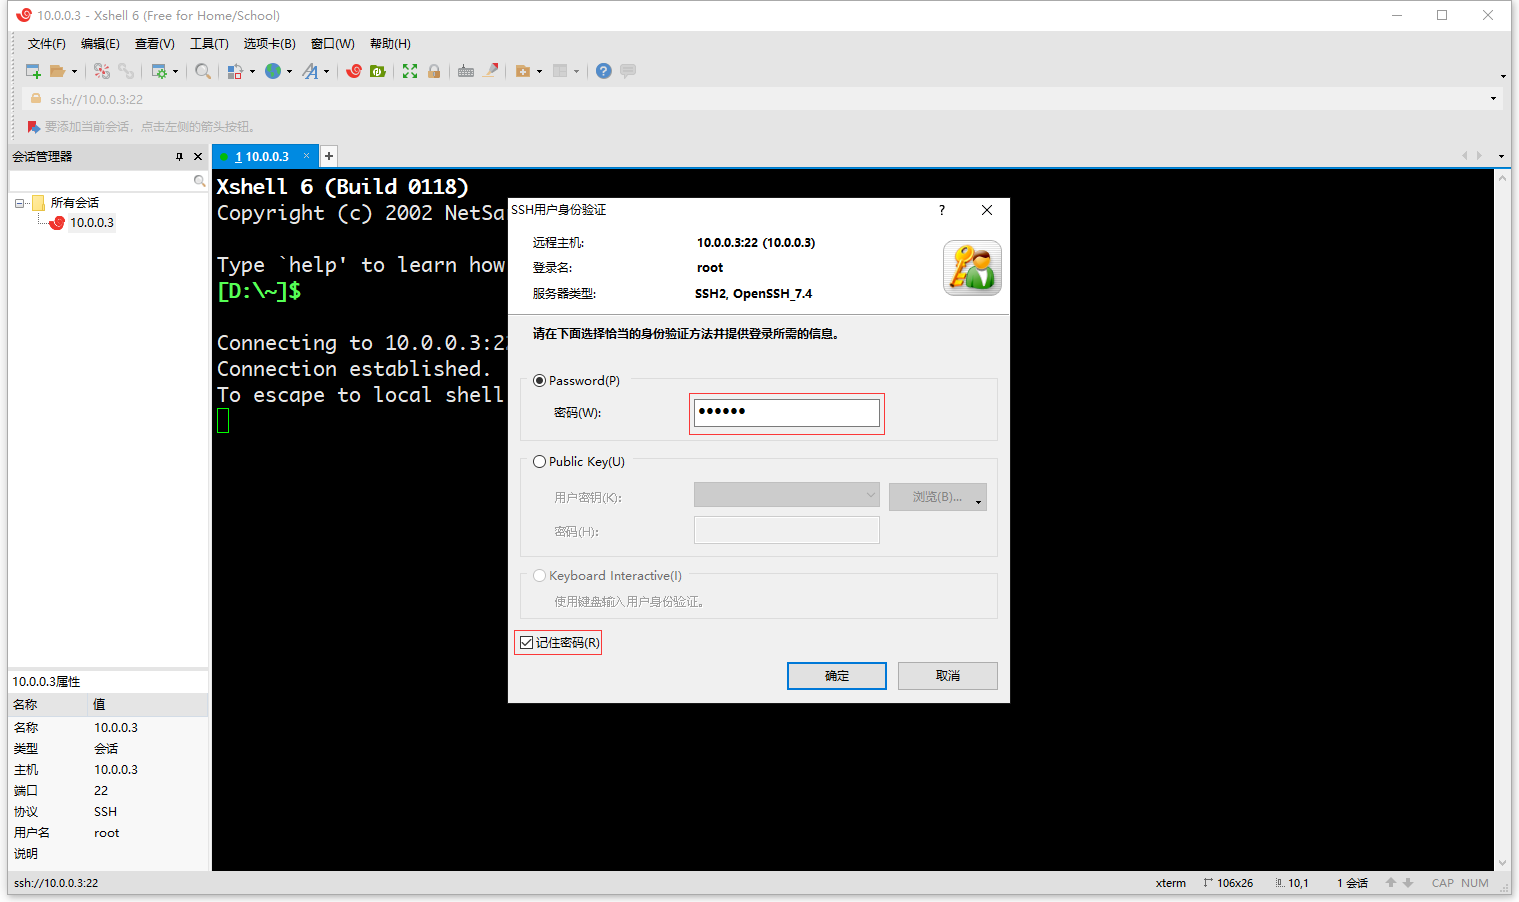 10.0.0.3 - Xshell 6 (Free for Home/School)
文件(F) 编辑(E) 查看(V) 工具(T) 选项卡(B) 窗口(W) 帮助(H)
ssh://10.0.0.3:22
要添加当前会话，点击左侧的箭头按钮。
会话管理器
1 10.0.0.3
所有会话
10.0.0.3
Xshell 6 (Build 0118)
Copyright (c) 2002 NetSa
Type `help' to learn how
[D:\~]$
Connecting to 10.0.0.3:22
Connection established.
To escape to local shell
SSH用户身份验证
远程主机: 10.0.0.3:22 (10.0.0.3)
登录名: root
服务器类型: SSH2, OpenSSH_7.4
请在下面选择恰当的身份验证方法并提供登录所需的信息。
Password(P)
密码(W): ●●●●●●
Public Key(U)
用户密钥(K): 浏览(B)...
密码(H):
Keyboard Interactive(I)
使用键盘输入用户身份验证。
记住密码(R)
确定 取消
10.0.0.3属性
名称 值
名称 10.0.0.3
类型 会话
主机 10.0.0.3
端口 22
协议 SSH
用户名 root
说明
ssh://10.0.0.3:22 xterm 106x26 10,1 1 会话 CAP NUM